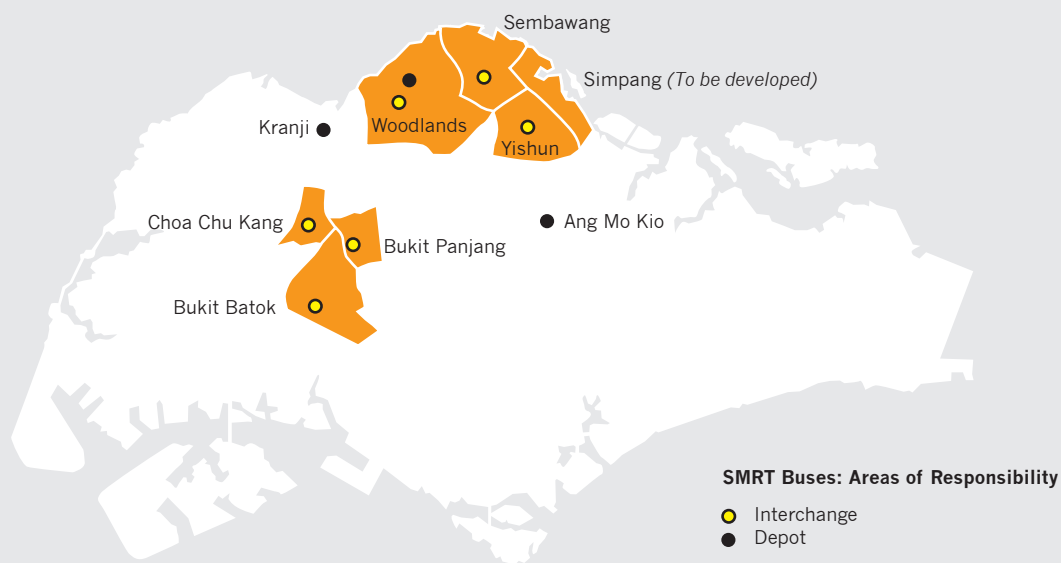 Sembawang
Simpang (To be developed)
Kranji
Woodlands
Yishun
Choa Chu Kang
Ang Mo Kio
Bukit Panjang
Bukit Batok
SMRT Buses: Areas of Responsibility
Interchange
Depot